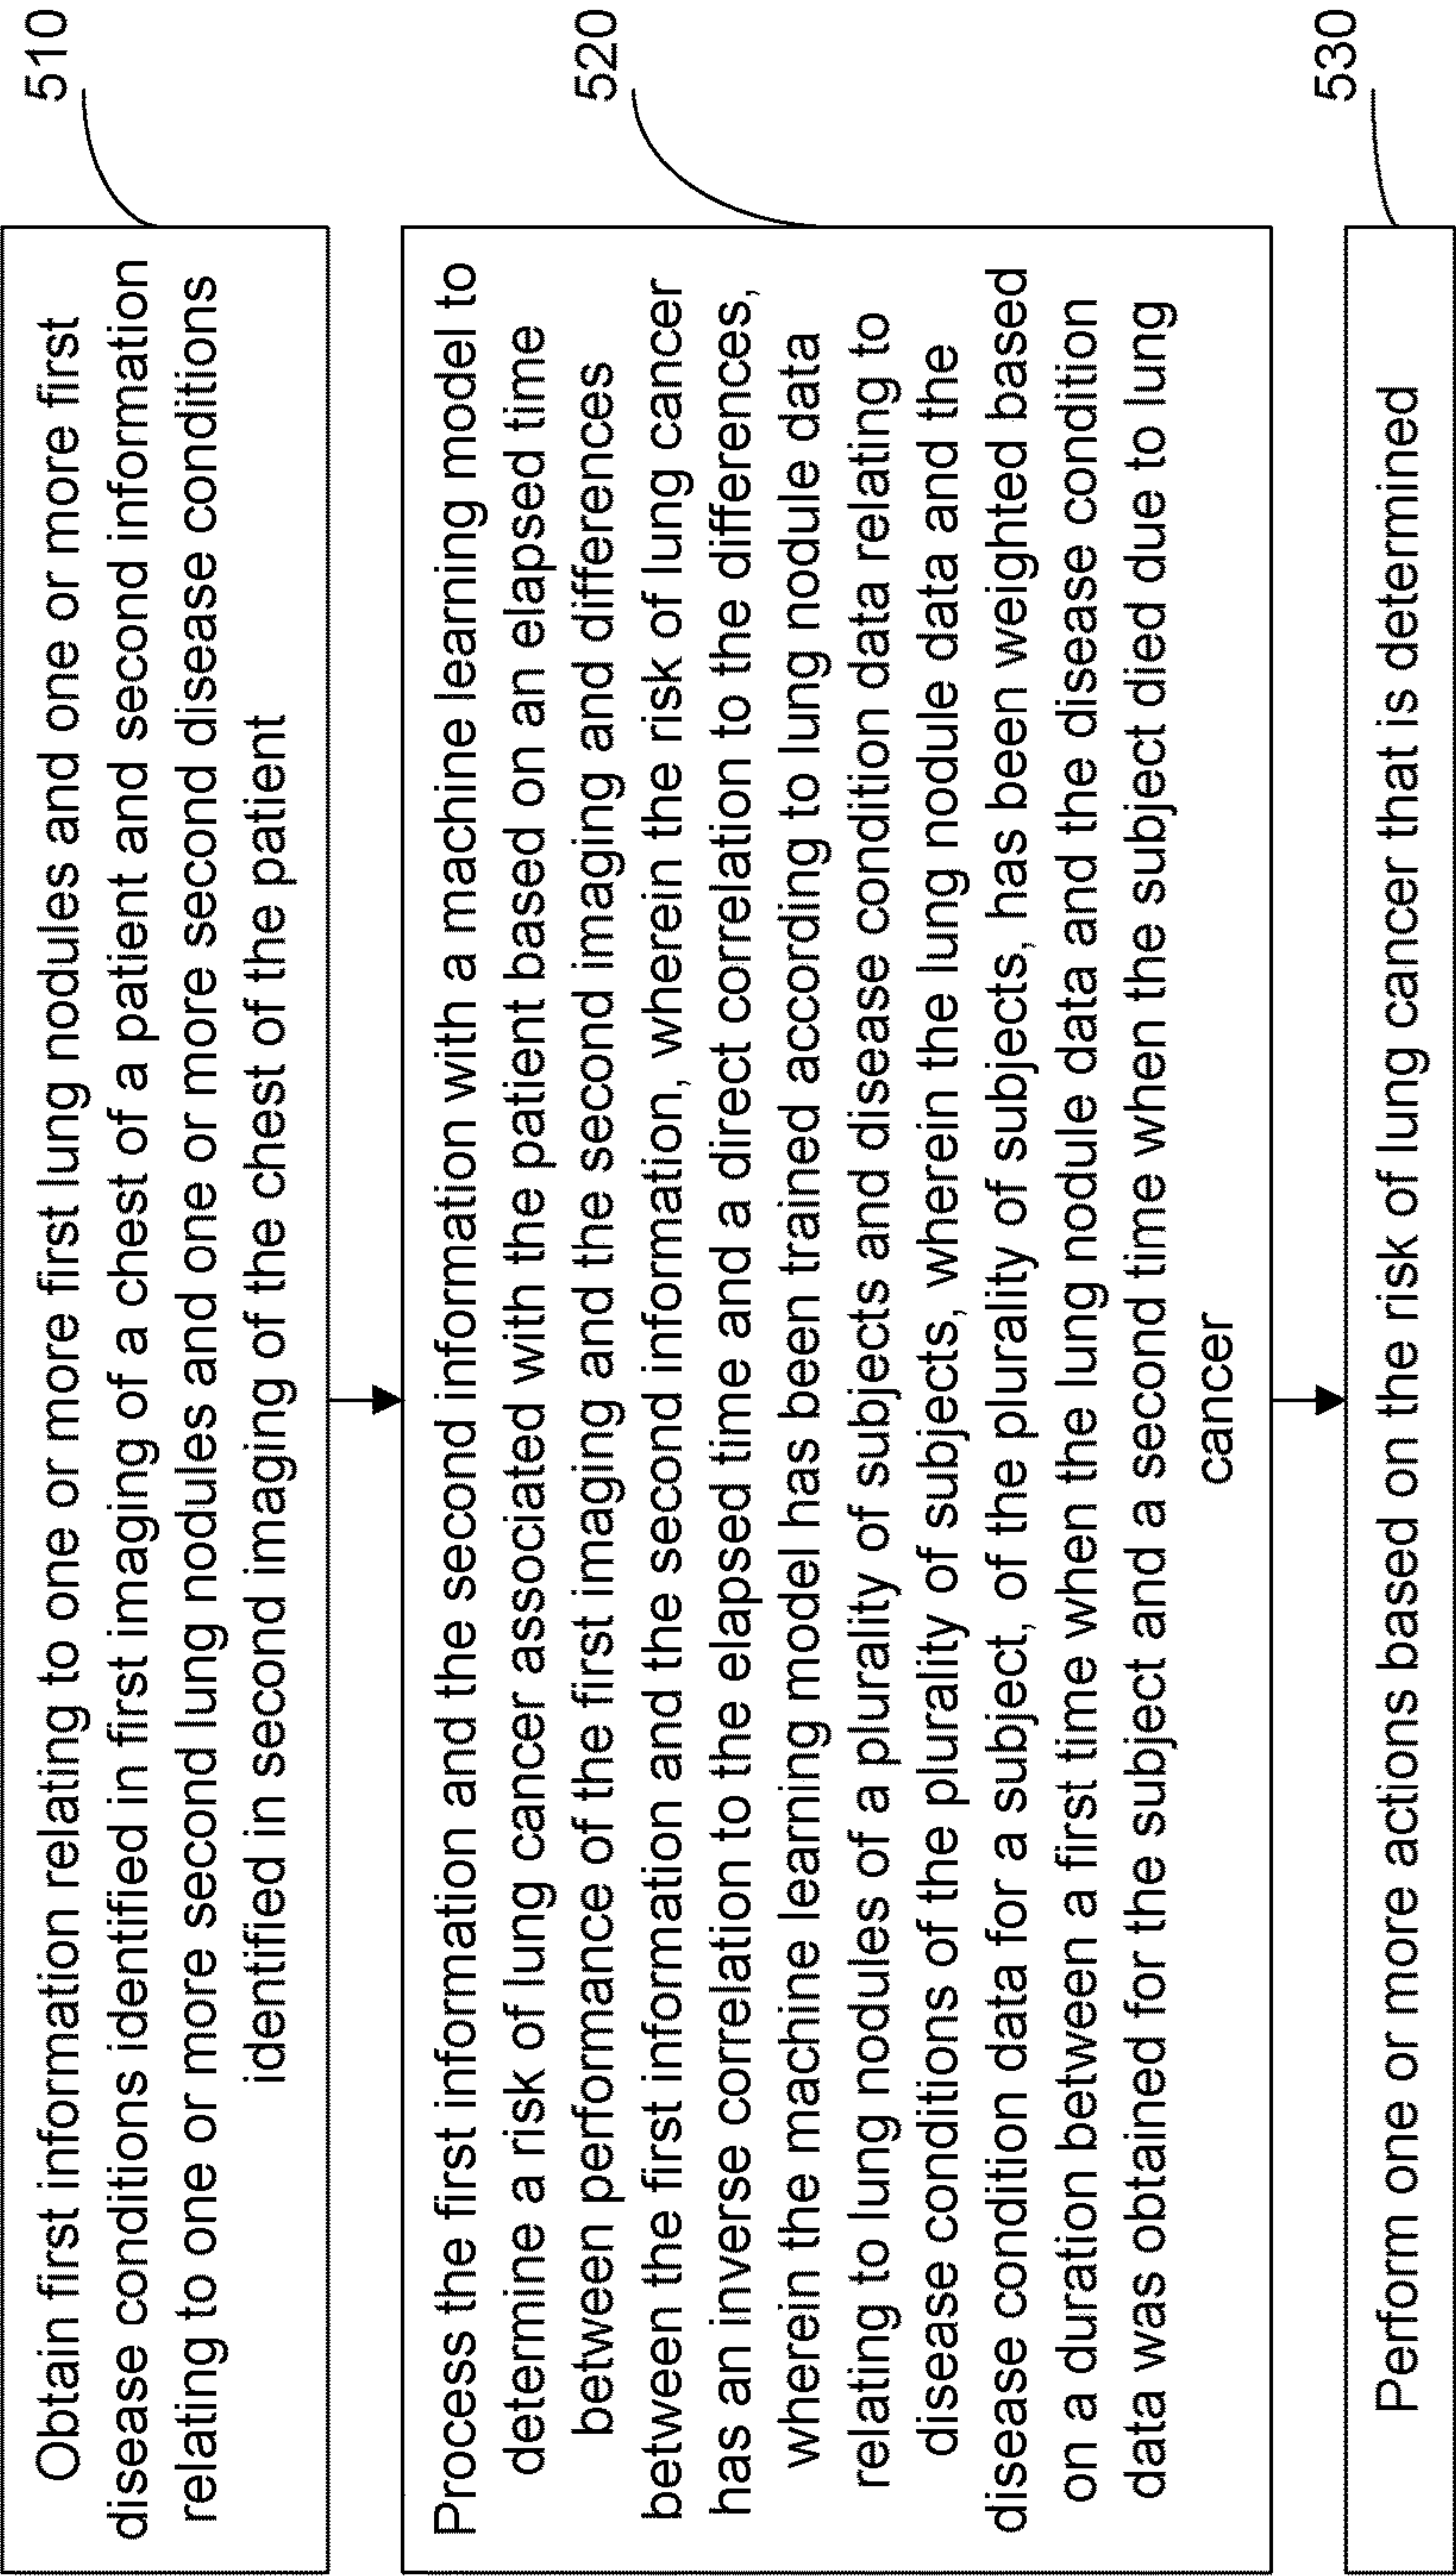 510
Obtain first information relating to one or more first lung nodules and one or more first
disease conditions identified in first imaging of a chest of a patient and second information
relating to one or more second lung nodules and one or more second disease conditions
identified in second imaging of the chest of the patient
520
Process the first information and the second information with a machine learning model to
determine a risk of lung cancer associated with the patient based on an elapsed time
between performance of the first imaging and the second imaging and differences
between the first information and the second information, wherein the risk of lung cancer
has an inverse correlation to the elapsed time and a direct correlation to the differences,
wherein the machine learning model has been trained according to lung nodule data
relating to lung nodules of a plurality of subjects and disease condition data relating to
disease conditions of the plurality of subjects, wherein the lung nodule data and the
disease condition data for a subject, of the plurality of subjects, has been weighted based
on a duration between a first time when the lung nodule data and the disease condition
data was obtained for the subject and a second time when the subject died due to lung
cancer
530
Perform one or more actions based on the risk of lung cancer that is determined